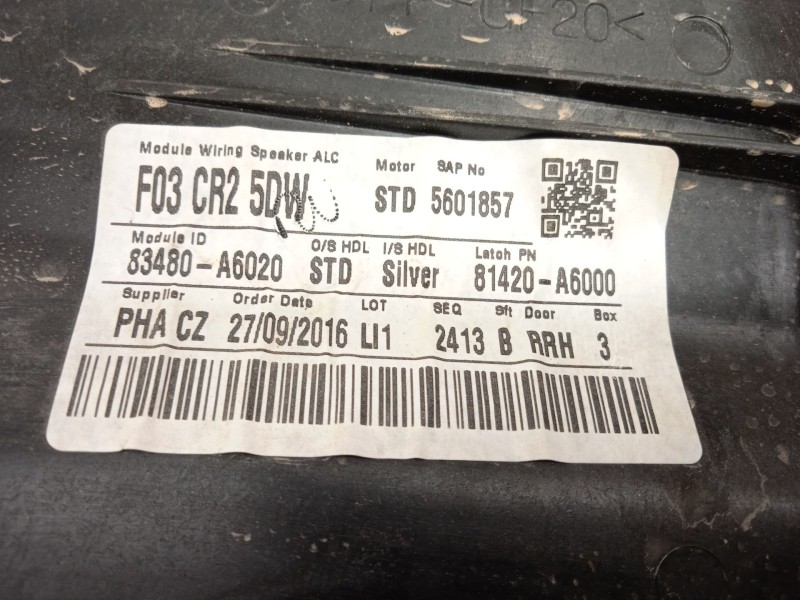 -GF20<
Module Wiring Speaker ALC Motor SAP No
F03 CR2 5DW STD 5601857
Module ID O/S HDL I/S HDL Latch PN
83480-A6020 STD Silver 81420-A6000
Supplier Order Date LOT SEQ Sft Door Box
PHA CZ 27/09/2016 LI1 2413 B RRH 3